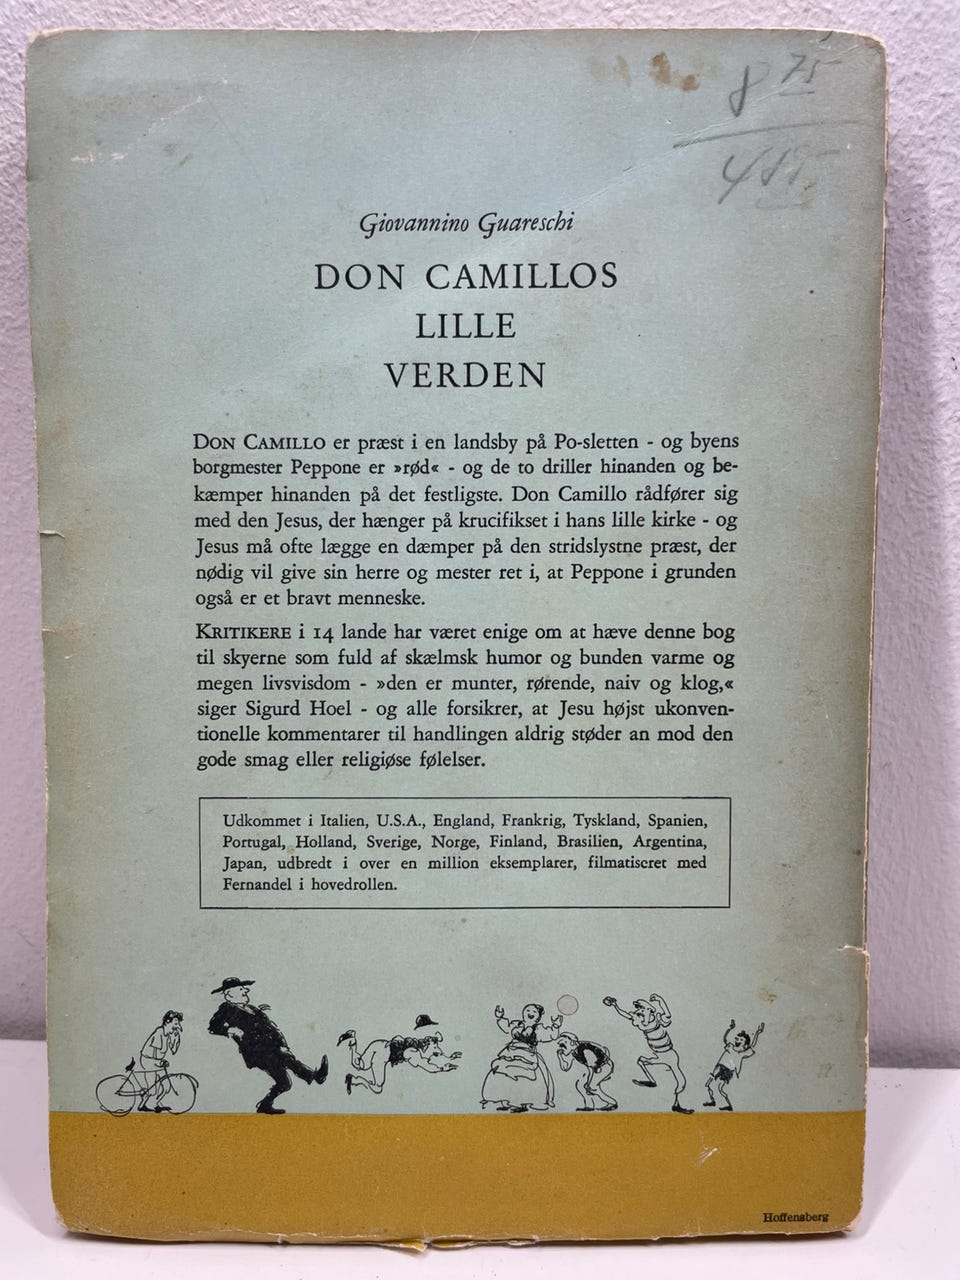 8 75
Giovannino Guareschi
DON CAMILLOS
LILLE
VERDEN
DON CAMILLO er præst i en landsby på Po-sletten - og byens
borgmester Peppone er »rød« - og de to driller hinanden og be-
kæmper hinanden på det festligste. Don Camillo rådfører sig
med den Jesus, der hænger på krucifikset i hans lille kirke - og
Jesus må ofte lægge en dæmper på den stridslystne præst, der
nødig vil give sin herre og mester ret i, at Peppone i grunden
også er et bravt menneske.
KRITIKERE i 14 lande har været enige om at hæve denne bog
til skyerne som fuld af skælmsk humor og bunden varme og
megen livsvisdom - »den er munter, rørende, naiv og klog,«
siger Sigurd Hoel - og alle forsikrer, at Jesu højst ukonven-
tionelle kommentarer til handlingen aldrig støder an mod den
gode smag eller religiøse følelser.
Udkommet i Italien, U.S.A., England, Frankrig, Tyskland, Spanien,
Portugal, Holland, Sverige, Norge, Finland, Brasilien, Argentina,
Japan, udbredt i over en million eksemplarer, filmatiseret med
Fernandel i hovedrollen.
Hoffensberg